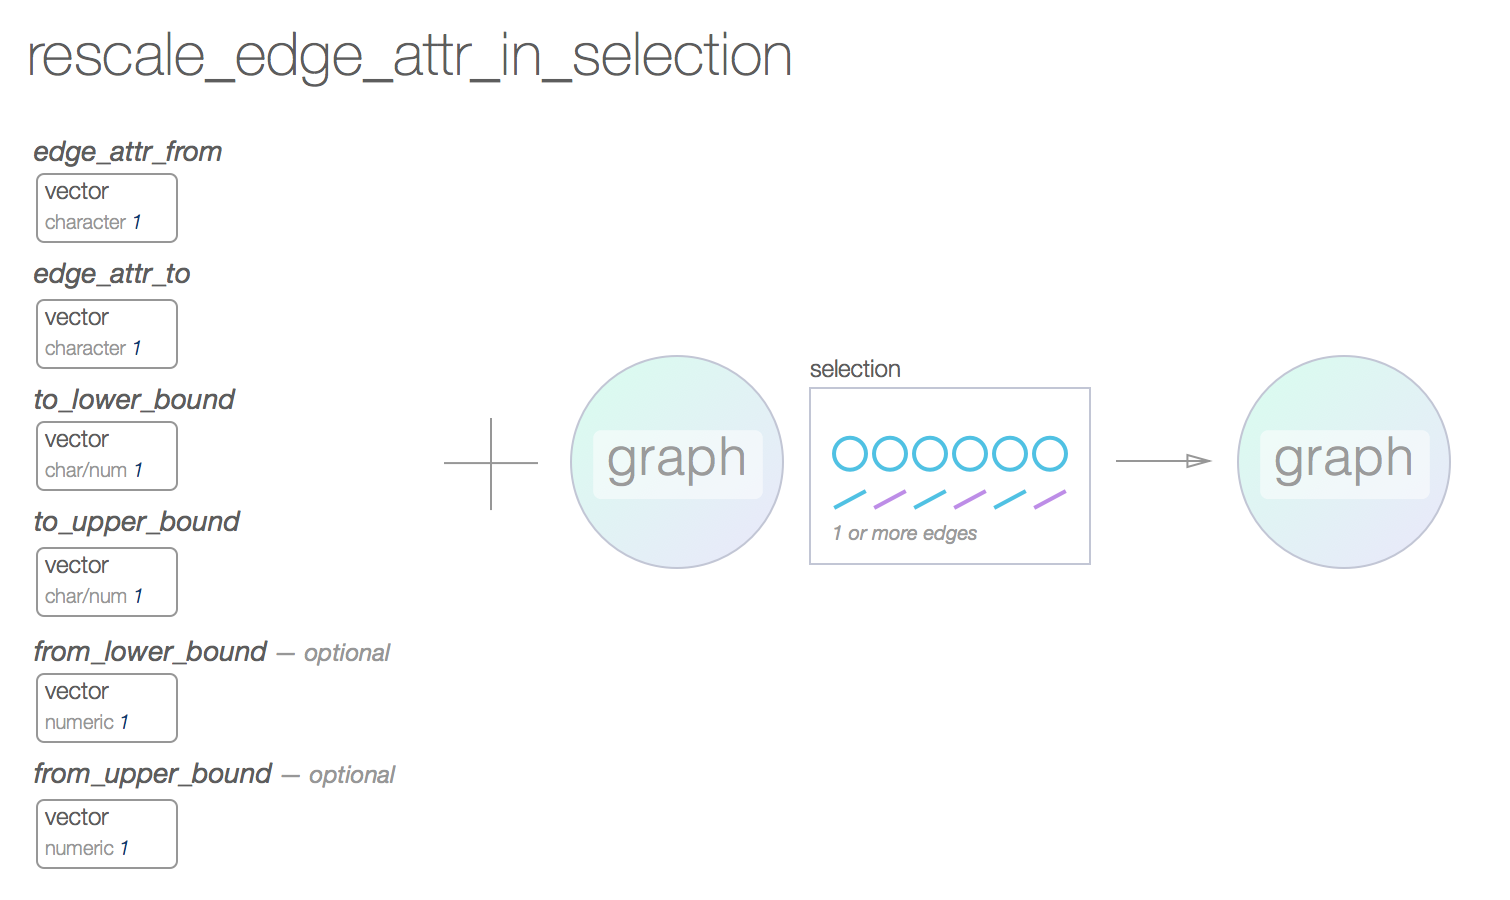 rescale_edge_attr_in_selection
edge_attr_from
vector
character 1
edge_attr_to
vector
character 1
to_lower_bound
vector
char/num 1
to_upper_bound
vector
char/num 1
from_lower_bound — optional
vector
numeric 1
from_upper_bound — optional
vector
numeric 1
graph
selection
1 or more edges
graph